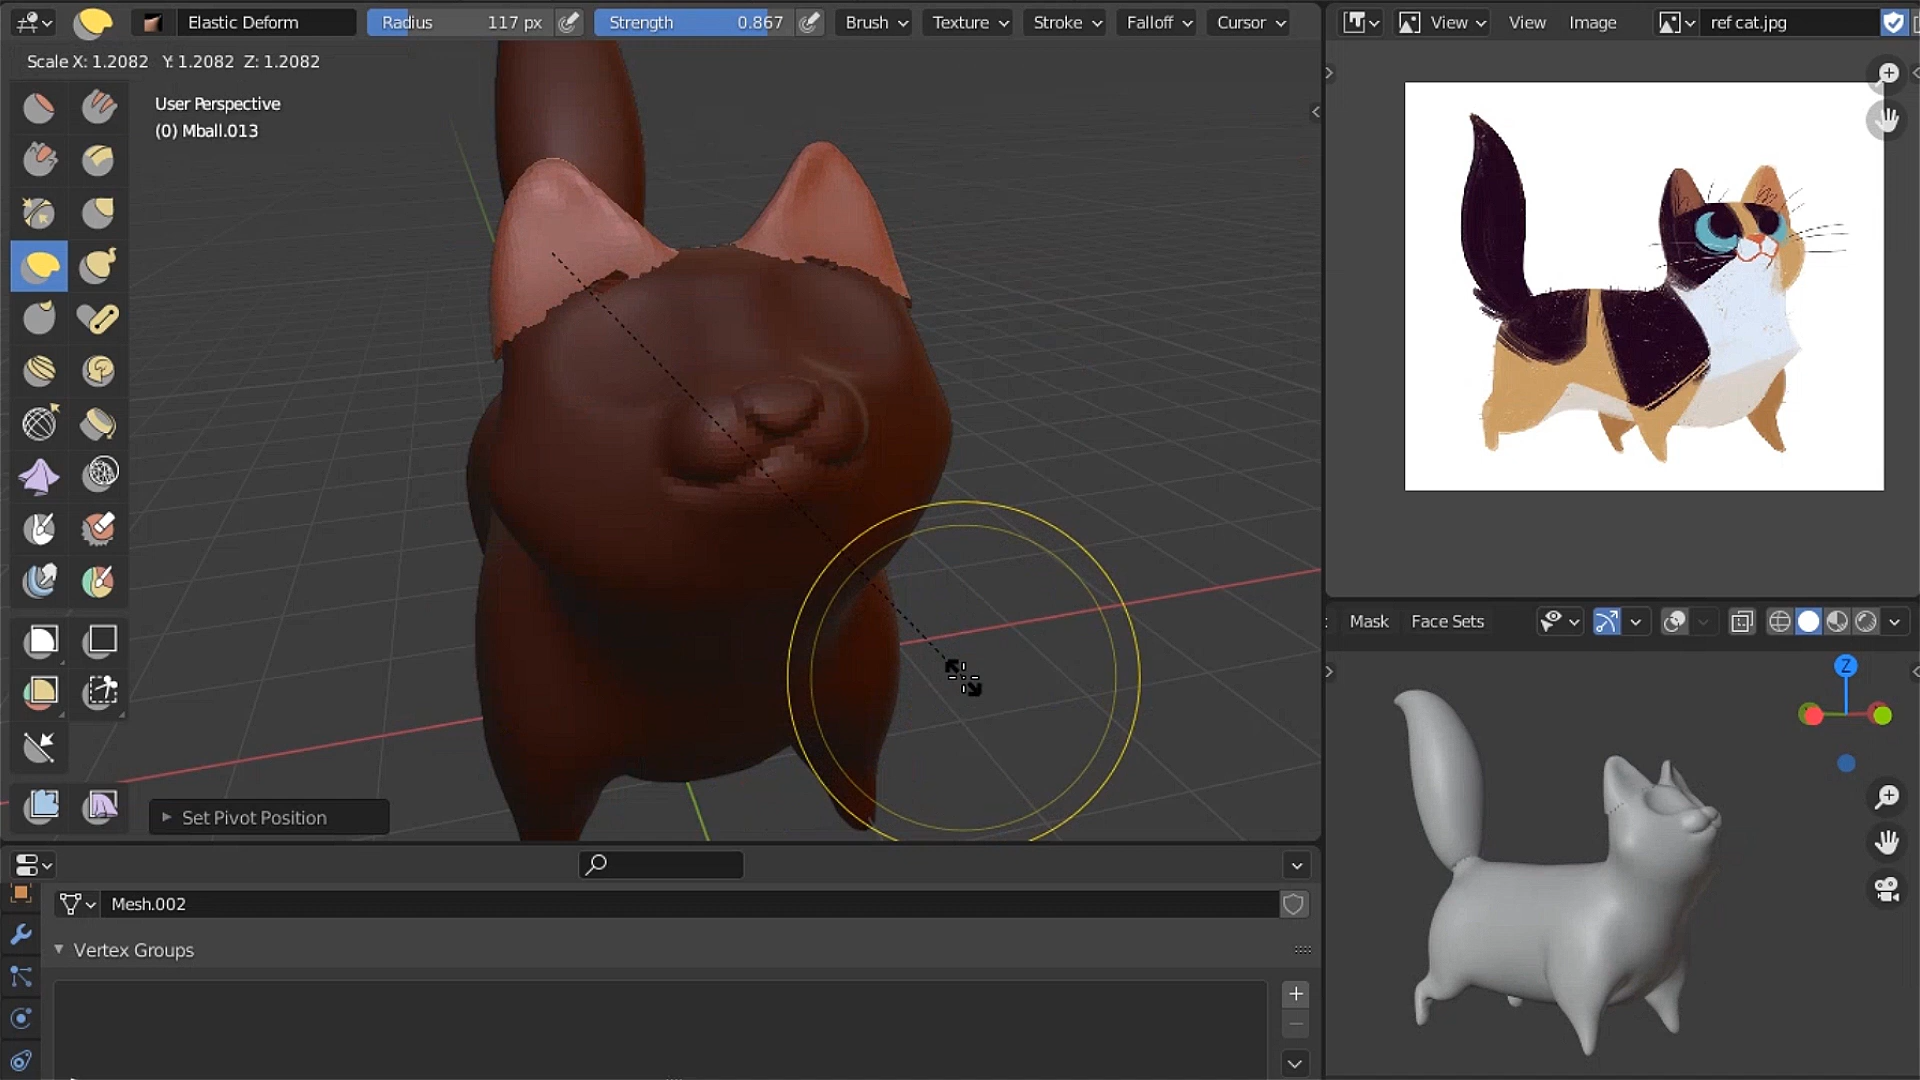 Elastic Deform Radius 117 px Strength 0.867 Brush Texture Stroke Falloff Cursor
Scale X: 1.2082 Y: 1.2082 Z: 1.2082
User Perspective
(0) Mball.013
Set Pivot Position
Mesh.002
Vertex Groups
View View Image ref cat.jpg
Mask Face Sets
Z